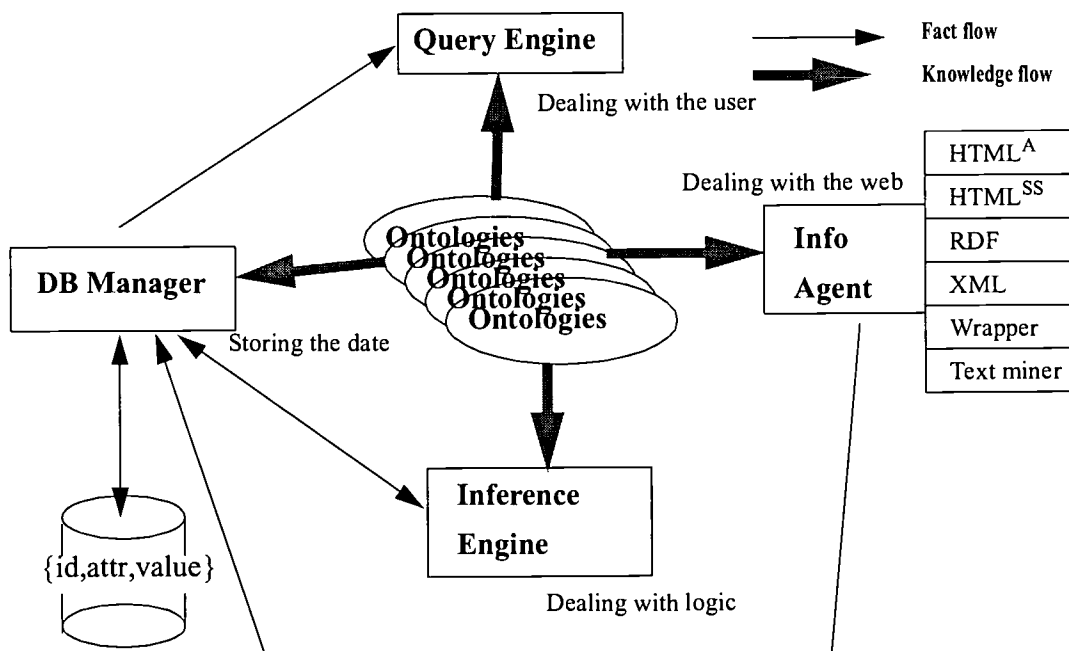 Query Engine
Fact flow
Knowledge flow
Dealing with the user
HTML^A
Dealing with the web
HTML^SS
Info
Agent
RDF
XML
Wrapper
Text miner
Ontologies
Ontologies
Ontologies
Ontologies
Ontologies
DB Manager
Storing the date
Inference
Engine
{id,attr,value}
Dealing with logic